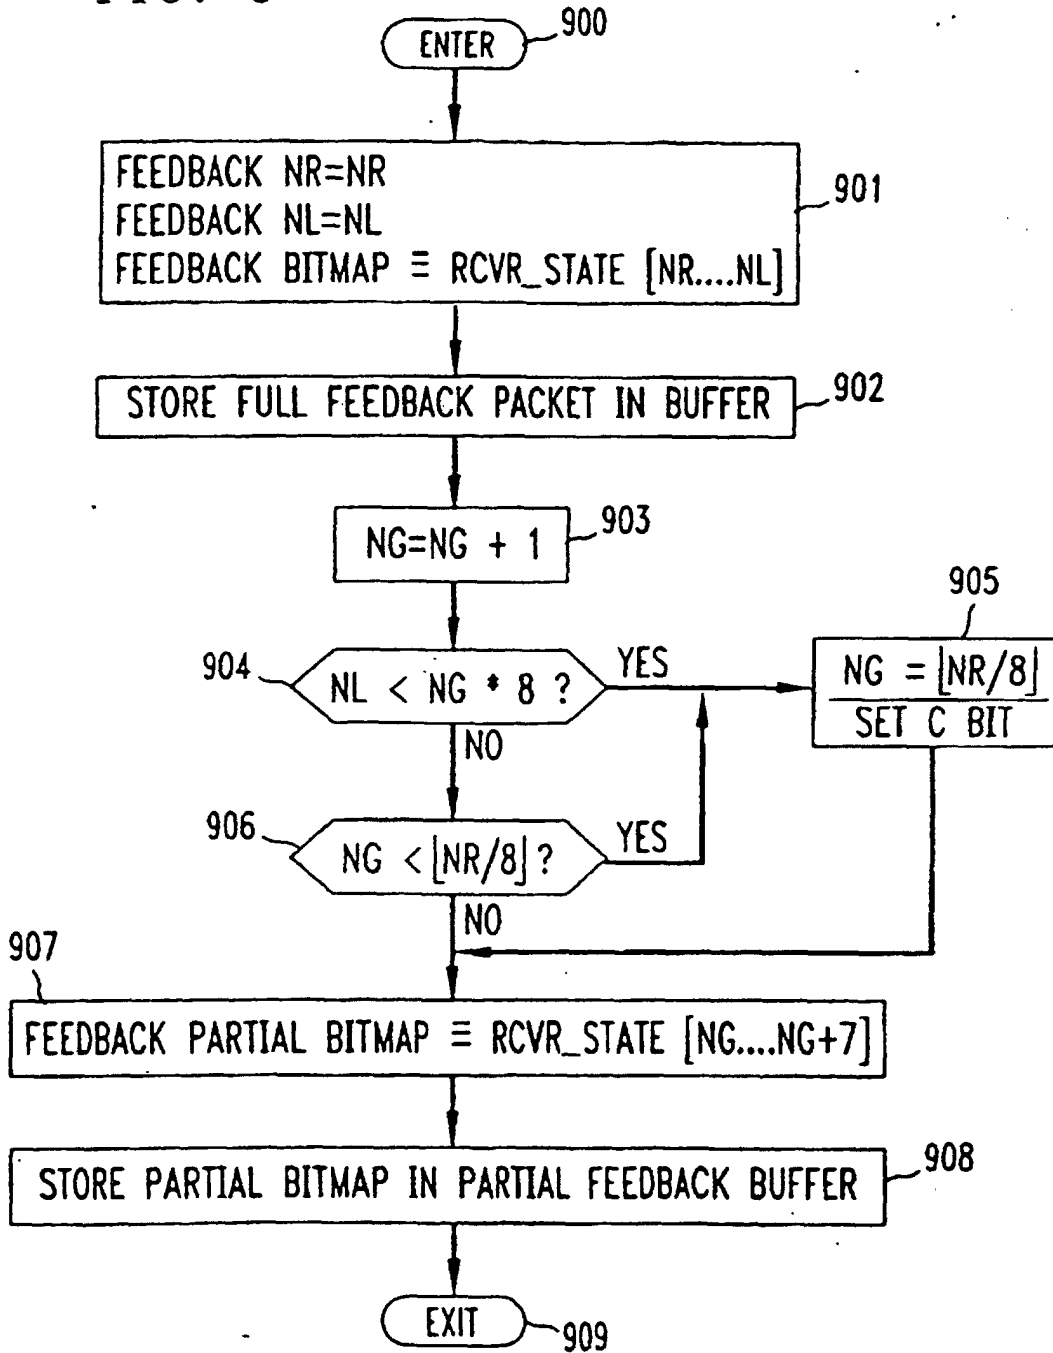 ENTER
900
FEEDBACK NR=NR
FEEDBACK NL=NL
FEEDBACK BITMAP ≡ RCVR_STATE [NR....NL]
901
STORE FULL FEEDBACK PACKET IN BUFFER
902
NG=NG + 1
903
904
NL < NG * 8 ?
YES
NO
905
NG = ⌊NR/8⌋
SET C BIT
906
NG < ⌊NR/8⌋ ?
YES
NO
907
FEEDBACK PARTIAL BITMAP ≡ RCVR_STATE [NG....NG+7]
STORE PARTIAL BITMAP IN PARTIAL FEEDBACK BUFFER
908
EXIT
909